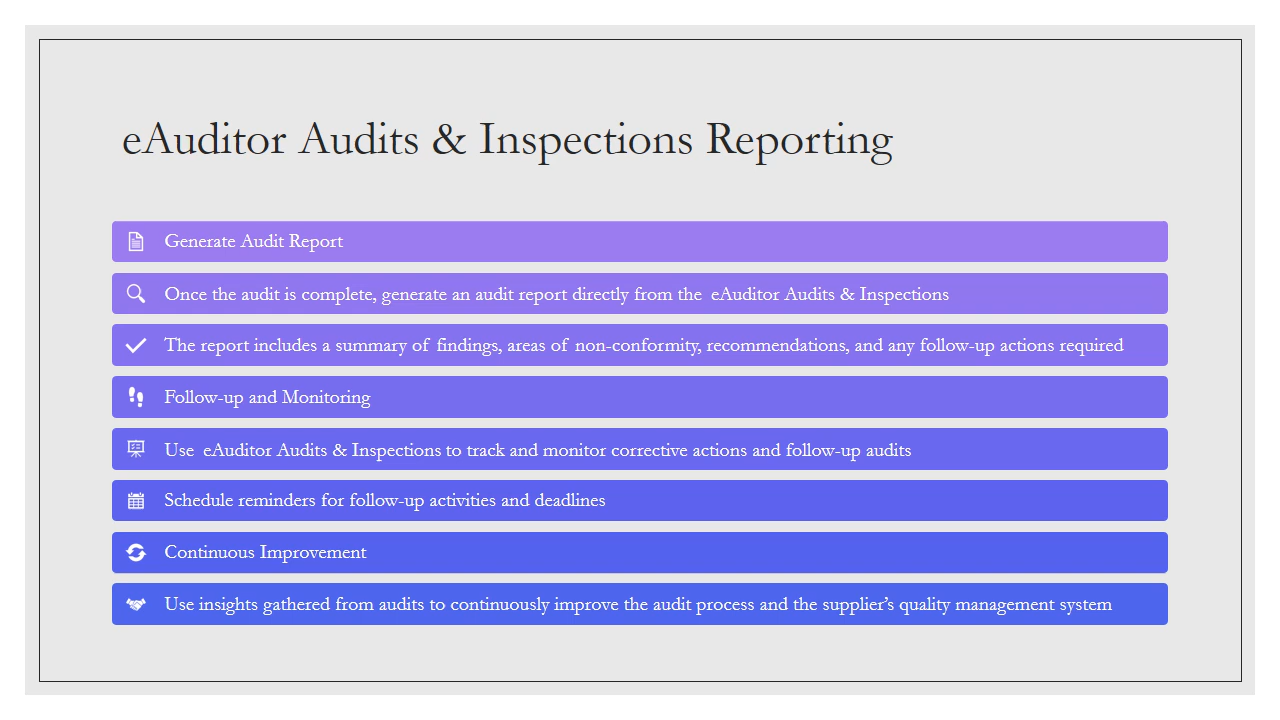 eAuditor Audits & Inspections Reporting
Generate Audit Report
Once the audit is complete, generate an audit report directly from the  eAuditor Audits & Inspections
The report includes a summary of findings, areas of non-conformity, recommendations, and any follow-up actions required
Follow-up and Monitoring
Use  eAuditor Audits & Inspections to track and monitor corrective actions and follow-up audits
Schedule reminders for follow-up activities and deadlines
Continuous Improvement
Use insights gathered from audits to continuously improve the audit process and the supplier’s quality management system